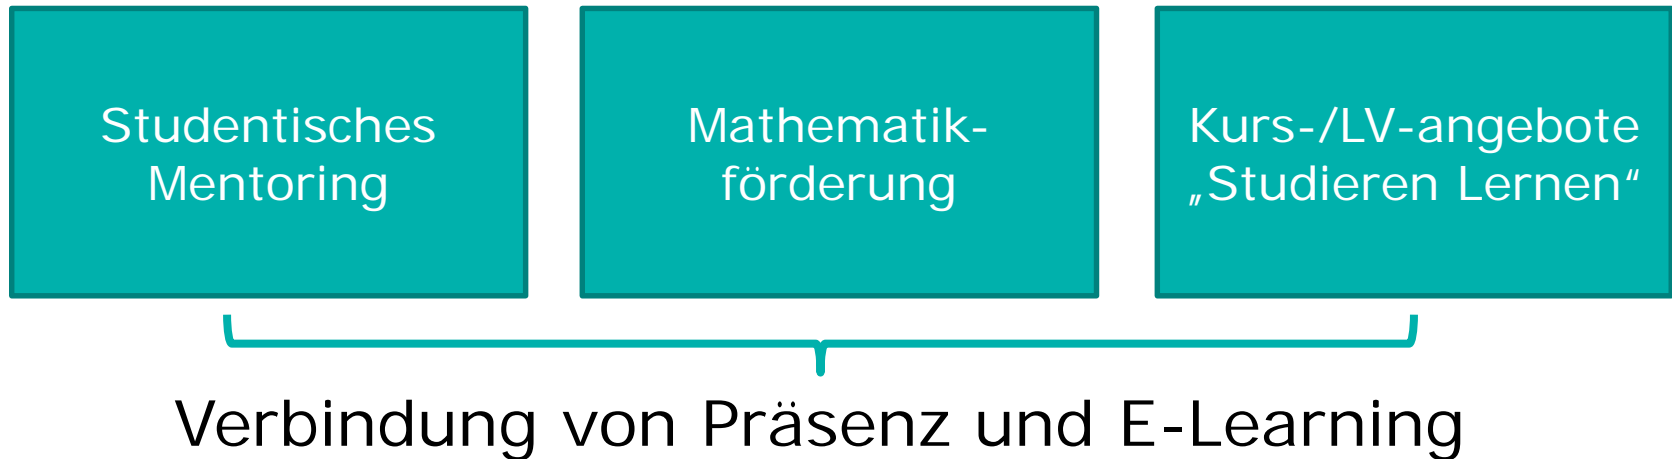 Studentisches
Mentoring
Mathematik-
förderung
Kurs-/LV-angebote
„Studieren Lernen“
Verbindung von Präsenz und E-Learning